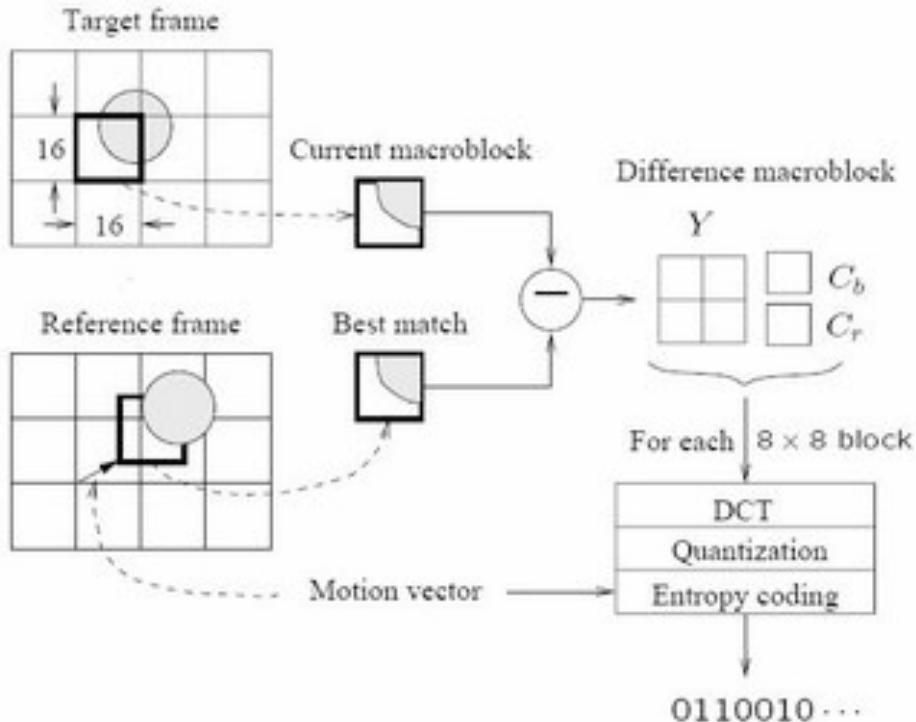 Target frame
16
16
Current macroblock
Difference macroblock
Y
C_b
C_r
−
Reference frame
Best match
For each 8 × 8 block
DCT
Quantization
Entropy coding
Motion vector
0110010 ···